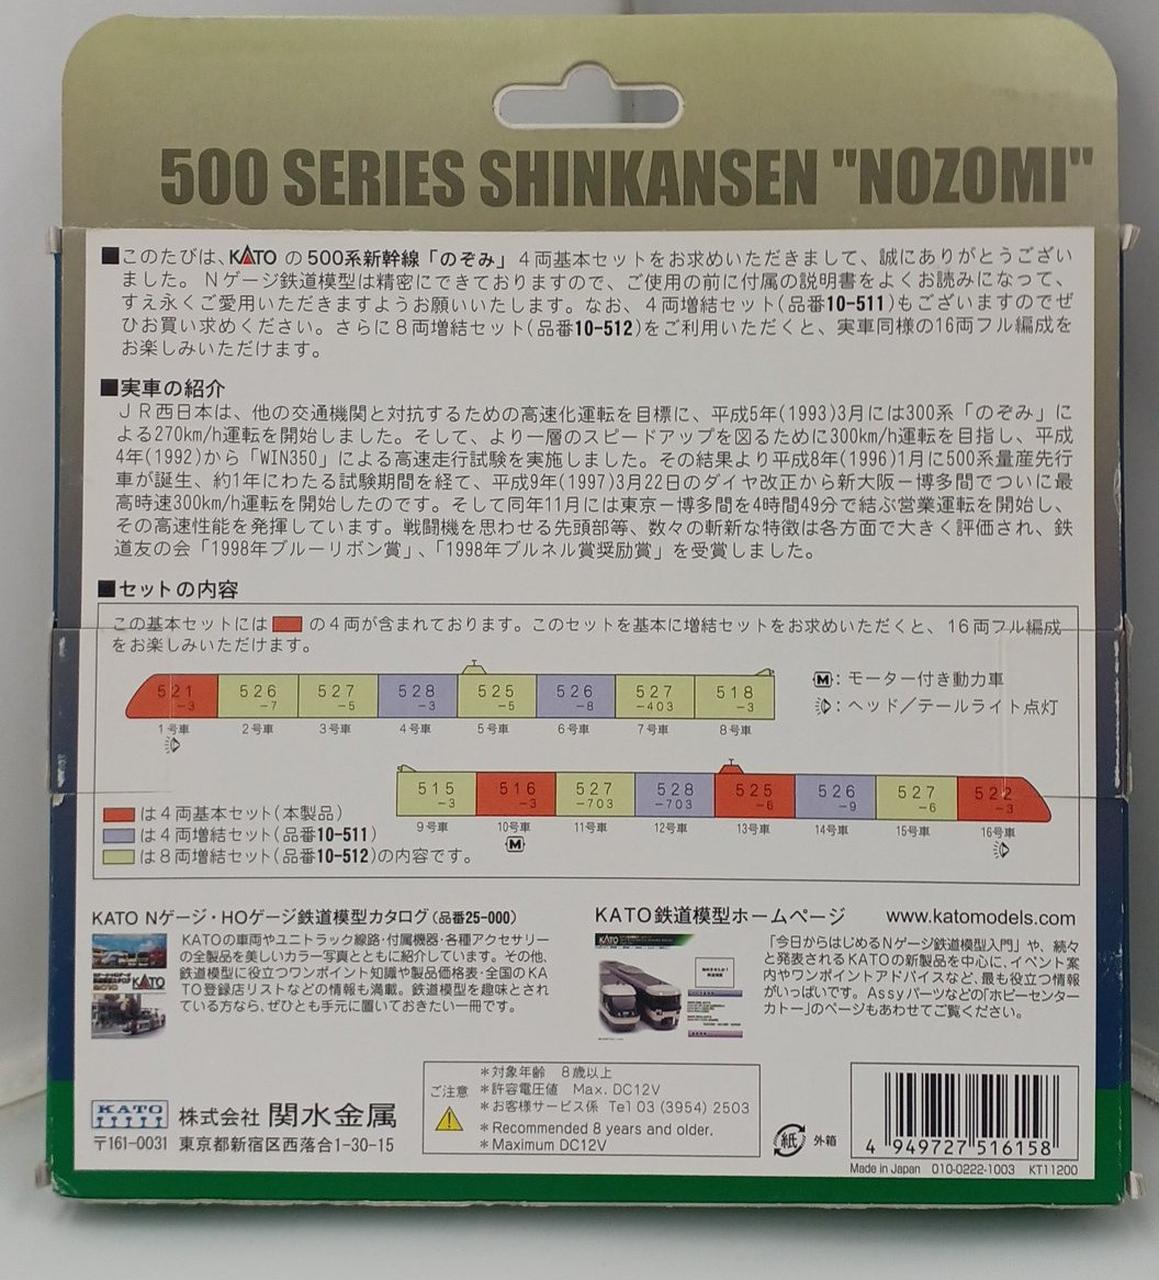 500 SERIES SHINKANSEN "NOZOMI"
■このたびは、KATO の500系新幹線「のぞみ」４両基本セットをお求めいただきまして、誠にありがとうござい
ました。Ｎゲージ鉄道模型は精密にできておりますので、ご使用の前に付属の説明書をよくお読みになって、
すえ永くご愛用いただきますようお願いいたします。なお、４両増結セット(品番10-511)もございますのでぜ
ひお買い求めください。さらに８両増結セット(品番10-512)をご利用いただくと、実車同様の16両フル編成を
お楽しみいただけます。
■実車の紹介
ＪＲ西日本は、他の交通機関と対抗するための高速化運転を目標に、平成5年(1993)3月には300系「のぞみ」に
よる270km/h運転を開始しました。そして、より一層のスピードアップを図るために300km/h運転を目指し、平成
4年(1992)から「WIN350」による高速走行試験を実施しました。その結果より平成8年(1996)1月に500系量産先行
車が誕生、約1年にわたる試験期間を経て、平成9年(1997)3月22日のダイヤ改正から新大阪－博多間でついに最
高時速300km/h運転を開始したのです。そして同年11月には東京－博多間を4時間49分で結ぶ営業運転を開始し、
その高速性能を発揮しています。戦闘機を思わせる先頭部等、数々の斬新な特徴は各方面で大きく評価され、鉄
道友の会「1998年ブルーリボン賞」、「1998年ブルネル賞奨励賞」を受賞しました。
■セットの内容
この基本セットには の４両が含まれております。このセットを基本に増結セットをお求めいただくと、16両フル編成
をお楽しみいただけます。
521 526 527 528 525 526 527 518
-3 -7 -5 -3 -5 -8 -403 -3
1号車 2号車 3号車 4号車 5号車 6号車 7号車 8号車
M：モーター付き動力車
：ヘッド／テールライト点灯
515 516 527 528 525 526 527 522
-3 -3 -703 -703 -6 -9 -6 -3
9号車 10号車 11号車 12号車 13号車 14号車 15号車 16号車
M
は４両基本セット(本製品)
は４両増結セット(品番10-511)
は８両増結セット(品番10-512)の内容です。
KATO Nゲージ・HOゲージ鉄道模型カタログ(品番25-000)
KATOの車両やユニトラック線路・付属機器・各種アクセサリー
の全製品を美しいカラー写真とともに紹介しています。その他、
鉄道模型に役立つワンポイント知識や製品価格表・全国のKA
TO登録店リストなどの情報も満載。鉄道模型を趣味とされ
ている方なら、ぜひとも手元に置いておきたい一冊です。
KATO
KATO鉄道模型ホームページ www.katomodels.com
KATO
「今日からはじめるＮゲージ鉄道模型入門」や、続々
と発表されるKATOの新製品を中心に、イベント案
内やワンポイントアドバイスなど、最も役立つ情報
がいっぱいです。Assyパーツなどの「ホビーセンター
カトー」のページもあわせてご覧ください。
KATO 株式会社 関水金属
〒161-0031 東京都新宿区西落合1-30-15
ご注意
＊対象年齢 8歳以上
＊許容電圧値 Max. DC12V
＊お客様サービス係 Tel 03 (3954) 2503
＊Recommended 8 years and older.
＊Maximum DC12V
紙 外箱
4 949727 516158
Made in Japan 010-0222-1003 KT11200